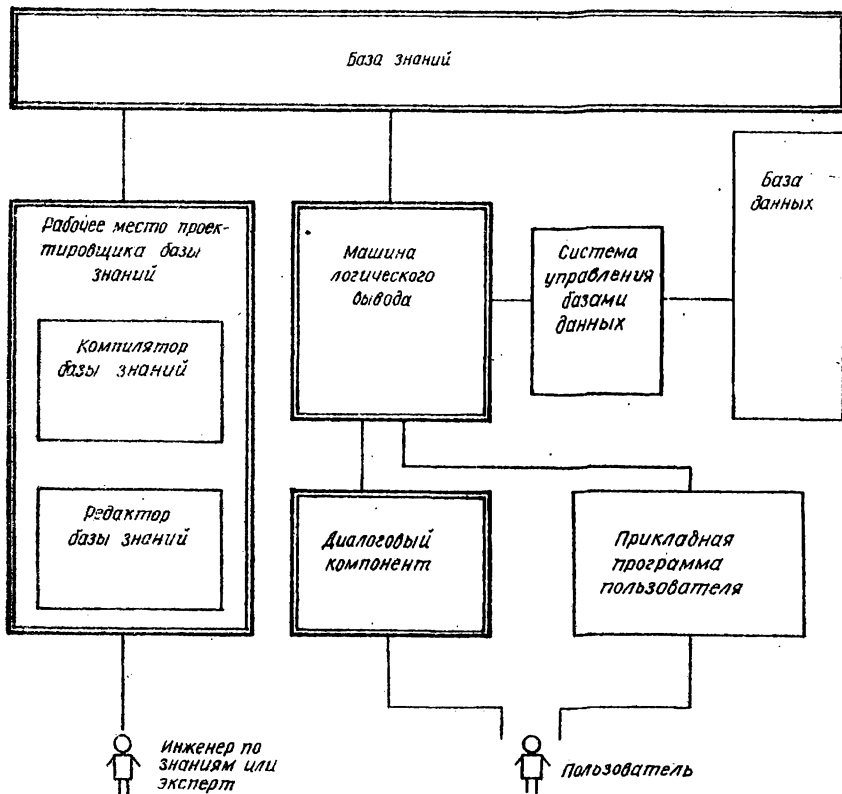 База знаний
База
данных
Рабочее место проек-
тировщика базы
знаний
Машина
логического
вывода
Система
управления
базами
данных
Компилятор
базы знаний
Редактор
базы знаний
Диалоговый
компонент
Прикладная
программа
пользователя
Инженер по
знаниям или
эксперт
Пользователь